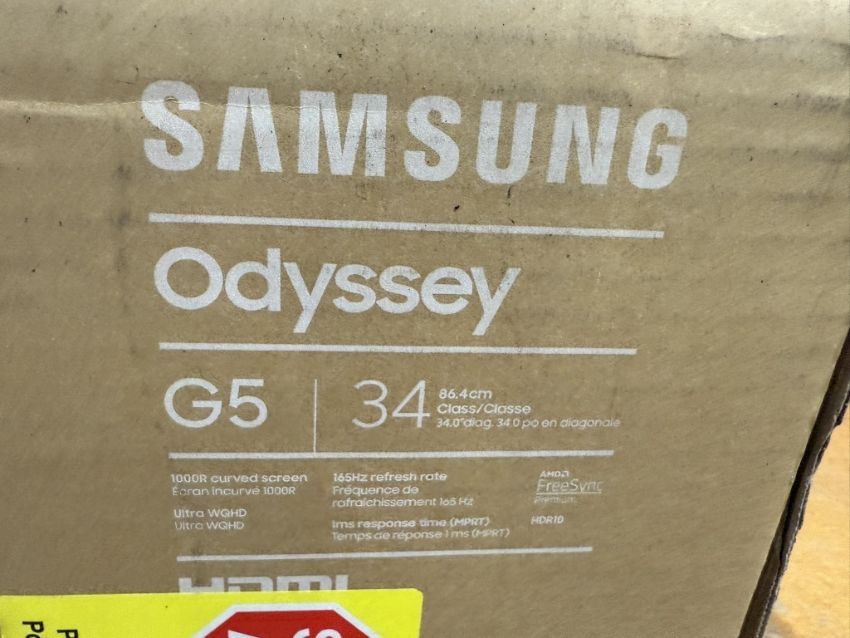 SAMSUNG
Odyssey
G5
34
86.4cm
Class/Classe
34.0"diag. 34.0 po en diagonale
1000R curved screen
Écran incurvé 1000R
Ultra WQHD
Ultra WQHD
165Hz refresh rate
Fréquence de
rafraîchissement 165 Hz
1ms response time (MPRT)
Temps de réponse 1 ms (MPRT)
AMD
FreeSync
Premium
HDR10
HDMI